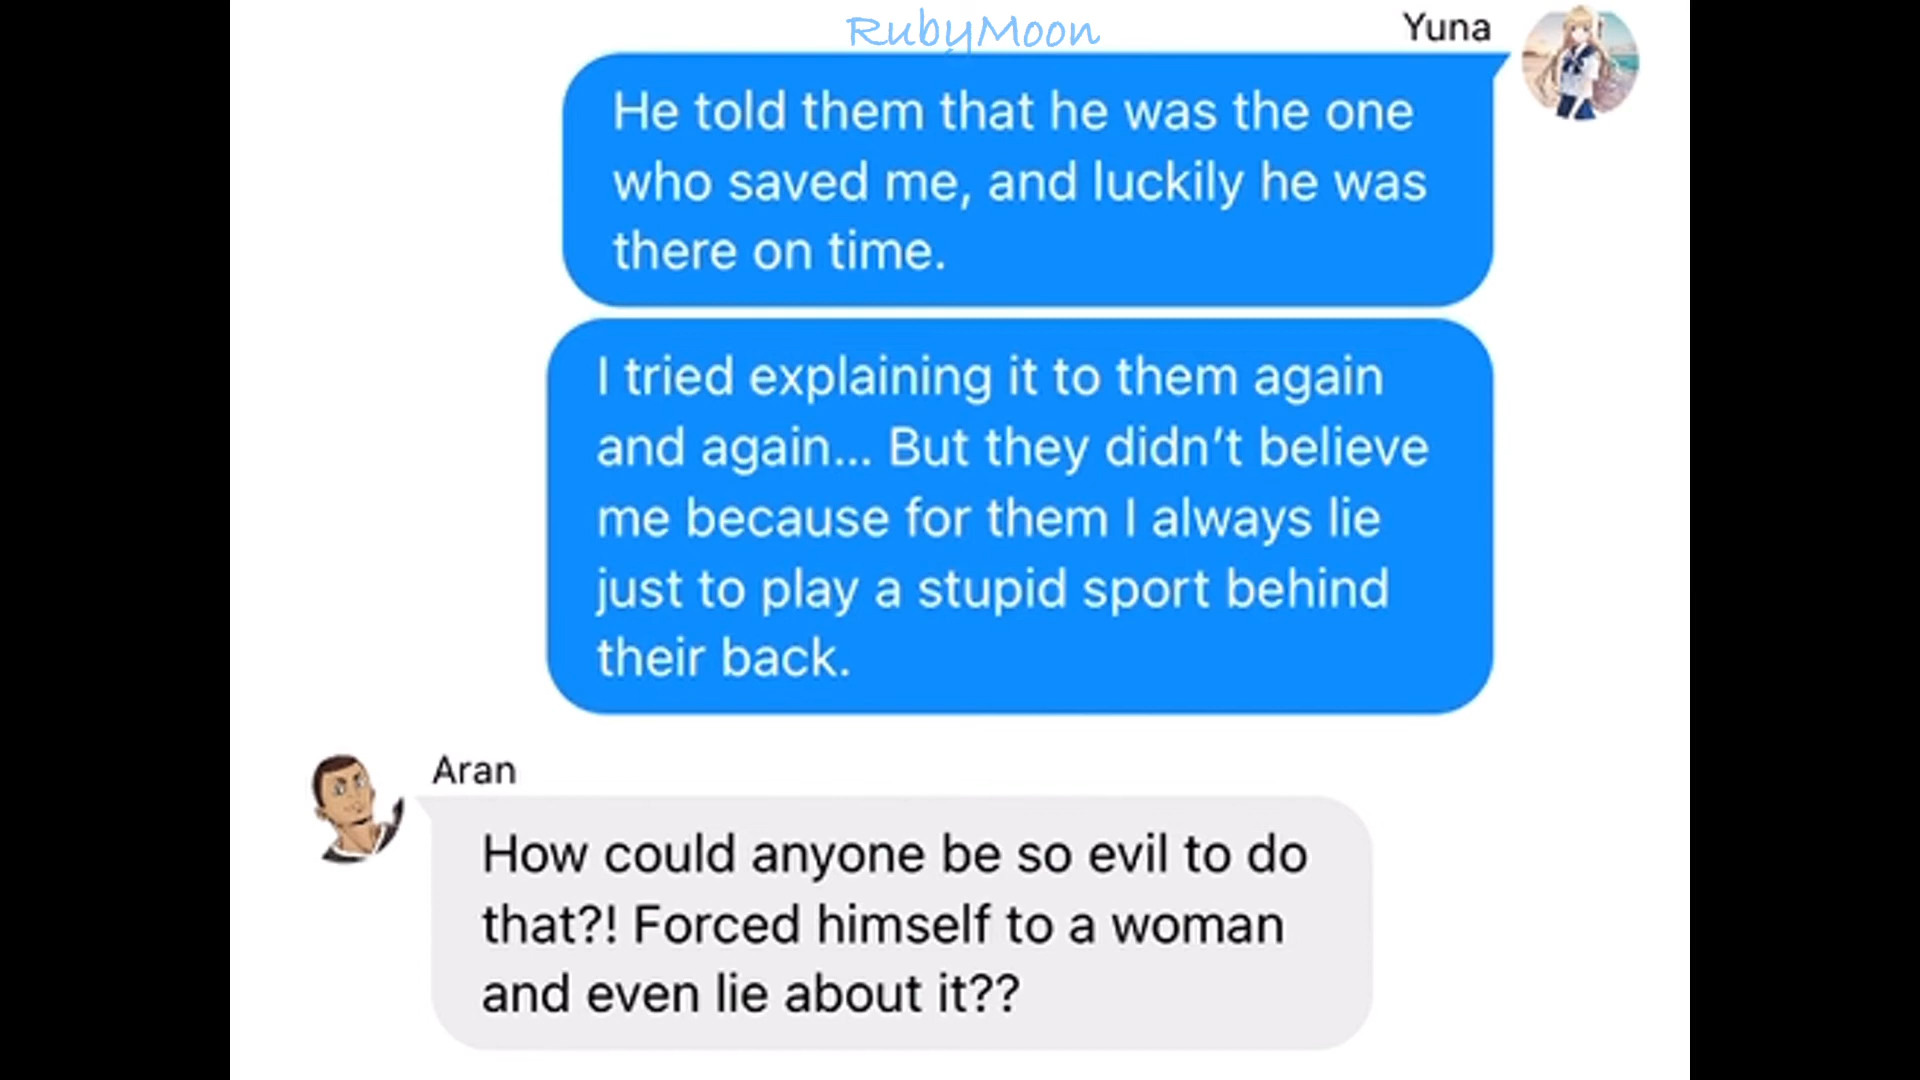 RubyMoon
Yuna
He told them that he was the one
who saved me, and luckily he was
there on time.
I tried explaining it to them again
and again... But they didn't believe
me because for them I always lie
just to play a stupid sport behind
their back.
Aran
How could anyone be so evil to do
that?! Forced himself to a woman
and even lie about it??